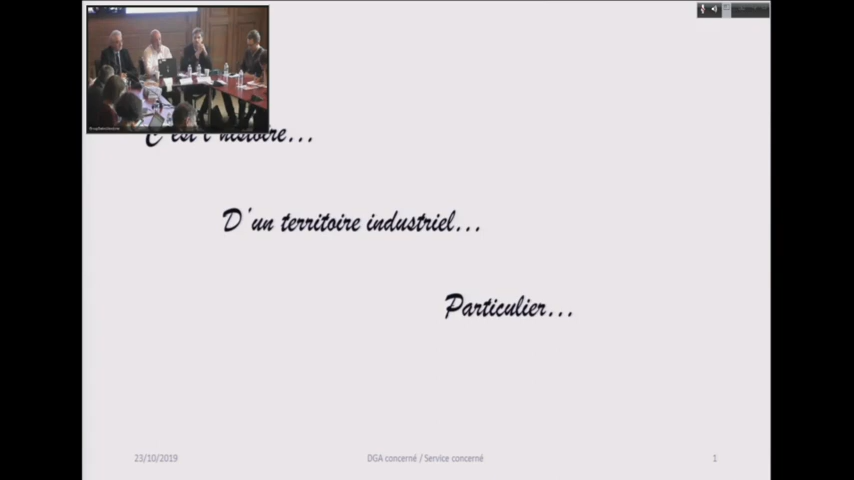 C'est l'histoire...
D'un territoire industriel...
Particulier...
23/10/2019
DGA concerné / Service concerné
1